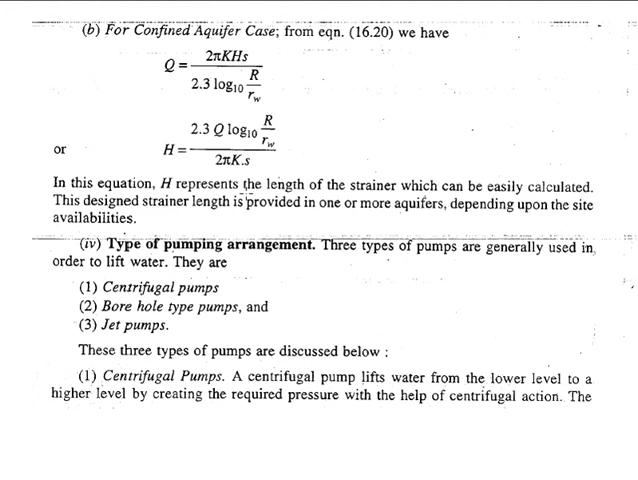 (b) For Confined Aquifer Case; from eqn. (16.20) we have
Q = 2πKHs / 2.3 log10 R/rw
or H = 2.3 Q log10 R/rw / 2πK.s
In this equation, H represents the length of the strainer which can be easily calculated.
This designed strainer length is provided in one or more aquifers, depending upon the site
availabilities.
(iv) Type of pumping arrangement. Three types of pumps are generally used in
order to lift water. They are
(1) Centrifugal pumps
(2) Bore hole type pumps, and
(3) Jet pumps.
These three types of pumps are discussed below :
(1) Centrifugal Pumps. A centrifugal pump lifts water from the lower level to a
higher level by creating the required pressure with the help of centrifugal action. The